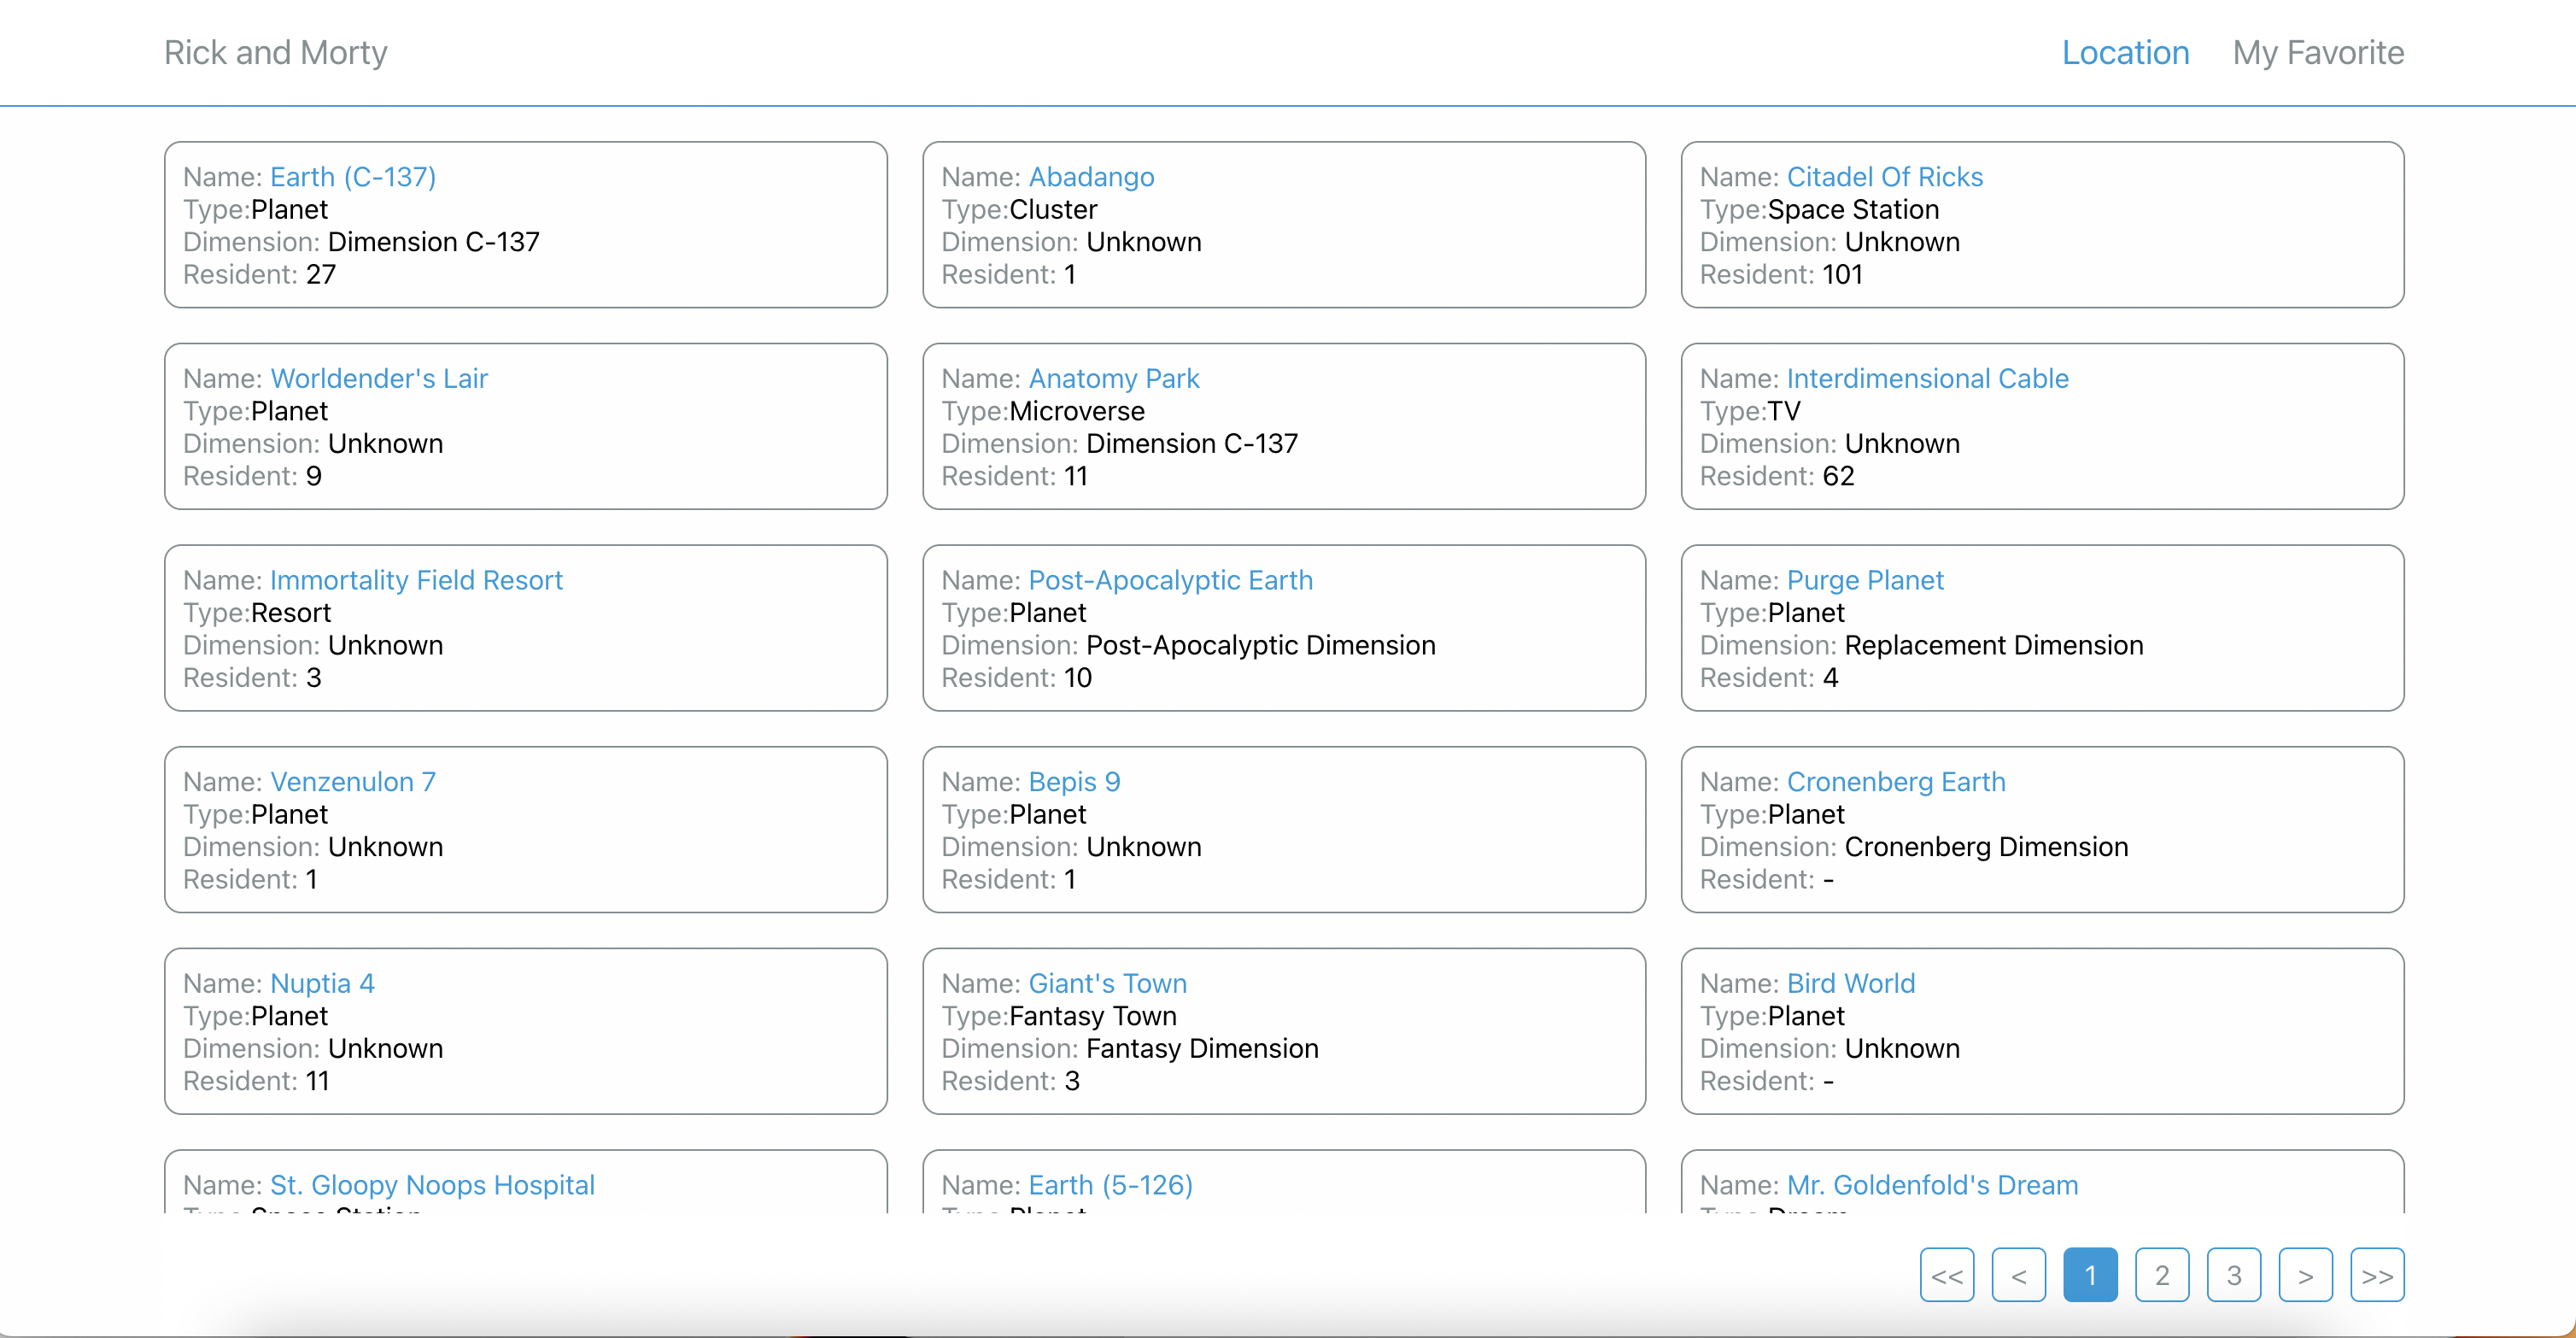 Rick and Morty
Location
My Favorite
Name: Earth (C-137)
Type:Planet
Dimension: Dimension C-137
Resident: 27
Name: Abadango
Type:Cluster
Dimension: Unknown
Resident: 1
Name: Citadel Of Ricks
Type:Space Station
Dimension: Unknown
Resident: 101
Name: Worldender's Lair
Type:Planet
Dimension: Unknown
Resident: 9
Name: Anatomy Park
Type:Microverse
Dimension: Dimension C-137
Resident: 11
Name: Interdimensional Cable
Type:TV
Dimension: Unknown
Resident: 62
Name: Immortality Field Resort
Type:Resort
Dimension: Unknown
Resident: 3
Name: Post-Apocalyptic Earth
Type:Planet
Dimension: Post-Apocalyptic Dimension
Resident: 10
Name: Purge Planet
Type:Planet
Dimension: Replacement Dimension
Resident: 4
Name: Venzenulon 7
Type:Planet
Dimension: Unknown
Resident: 1
Name: Bepis 9
Type:Planet
Dimension: Unknown
Resident: 1
Name: Cronenberg Earth
Type:Planet
Dimension: Cronenberg Dimension
Resident: -
Name: Nuptia 4
Type:Planet
Dimension: Unknown
Resident: 11
Name: Giant's Town
Type:Fantasy Town
Dimension: Fantasy Dimension
Resident: 3
Name: Bird World
Type:Planet
Dimension: Unknown
Resident: -
Name: St. Gloopy Noops Hospital
Type:Space Station
Name: Earth (5-126)
Type:Planet
Name: Mr. Goldenfold's Dream
Type:Dream
<< < 1 2 3 > >>